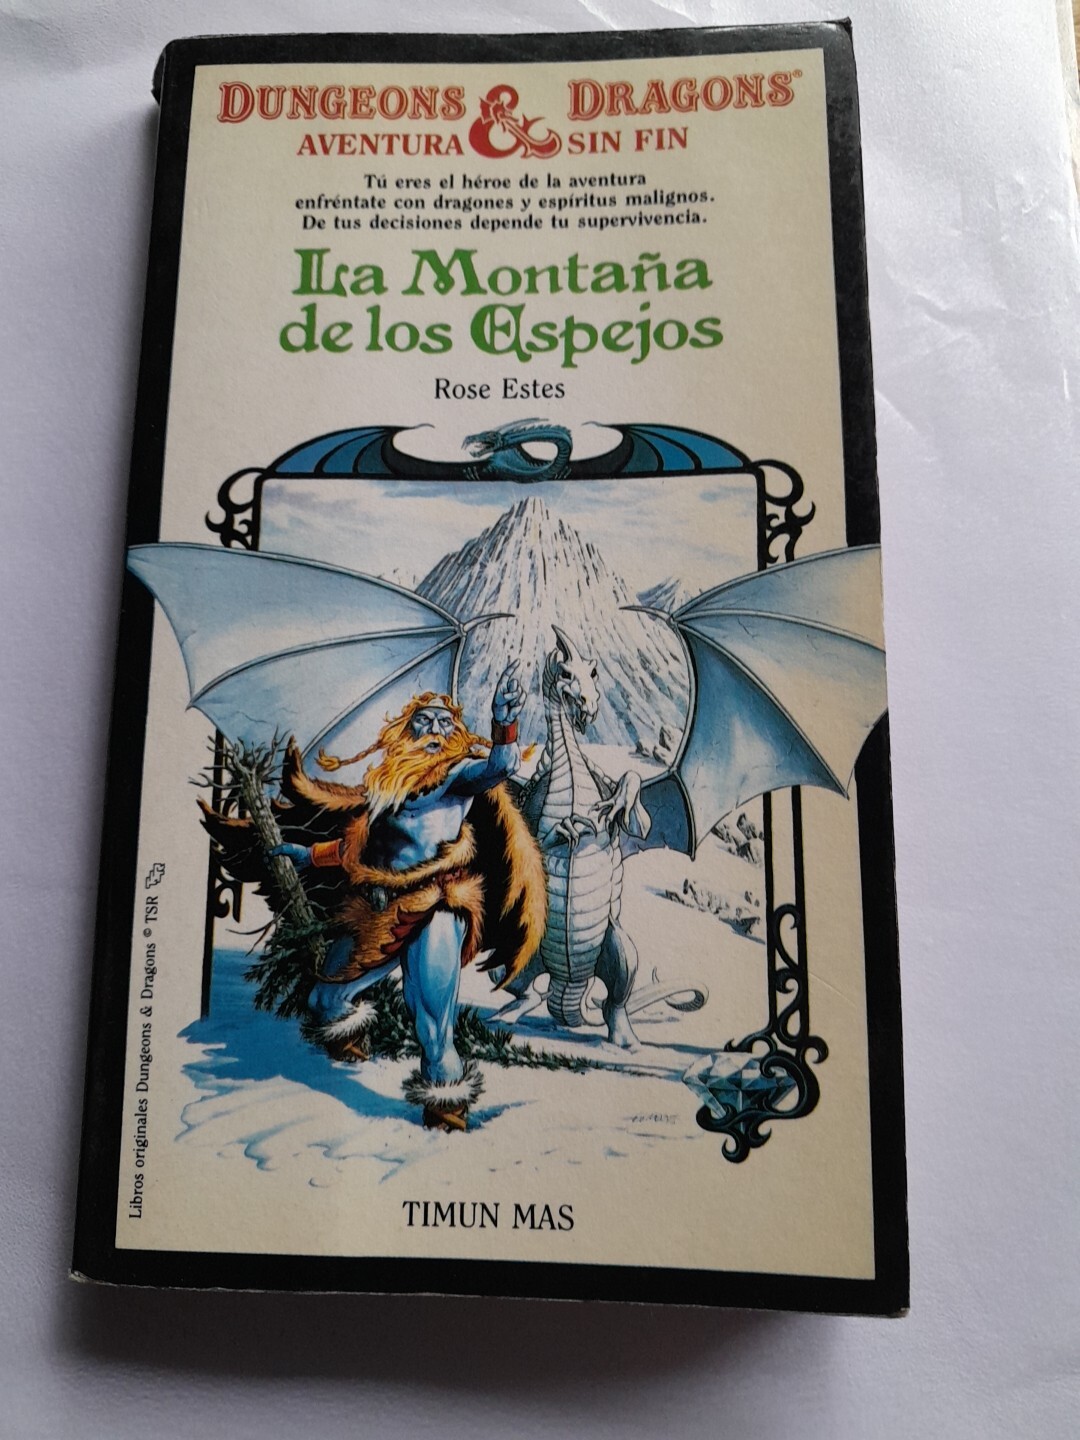 DUNGEONS & DRAGONS®
AVENTURA SIN FIN
Tú eres el héroe de la aventura
enfréntate con dragones y espíritus malignos.
De tus decisiones depende tu supervivencia.
La Montaña
de los Espejos
Rose Estes
Libros originales Dungeons & Dragons © TSR
TIMUN MAS